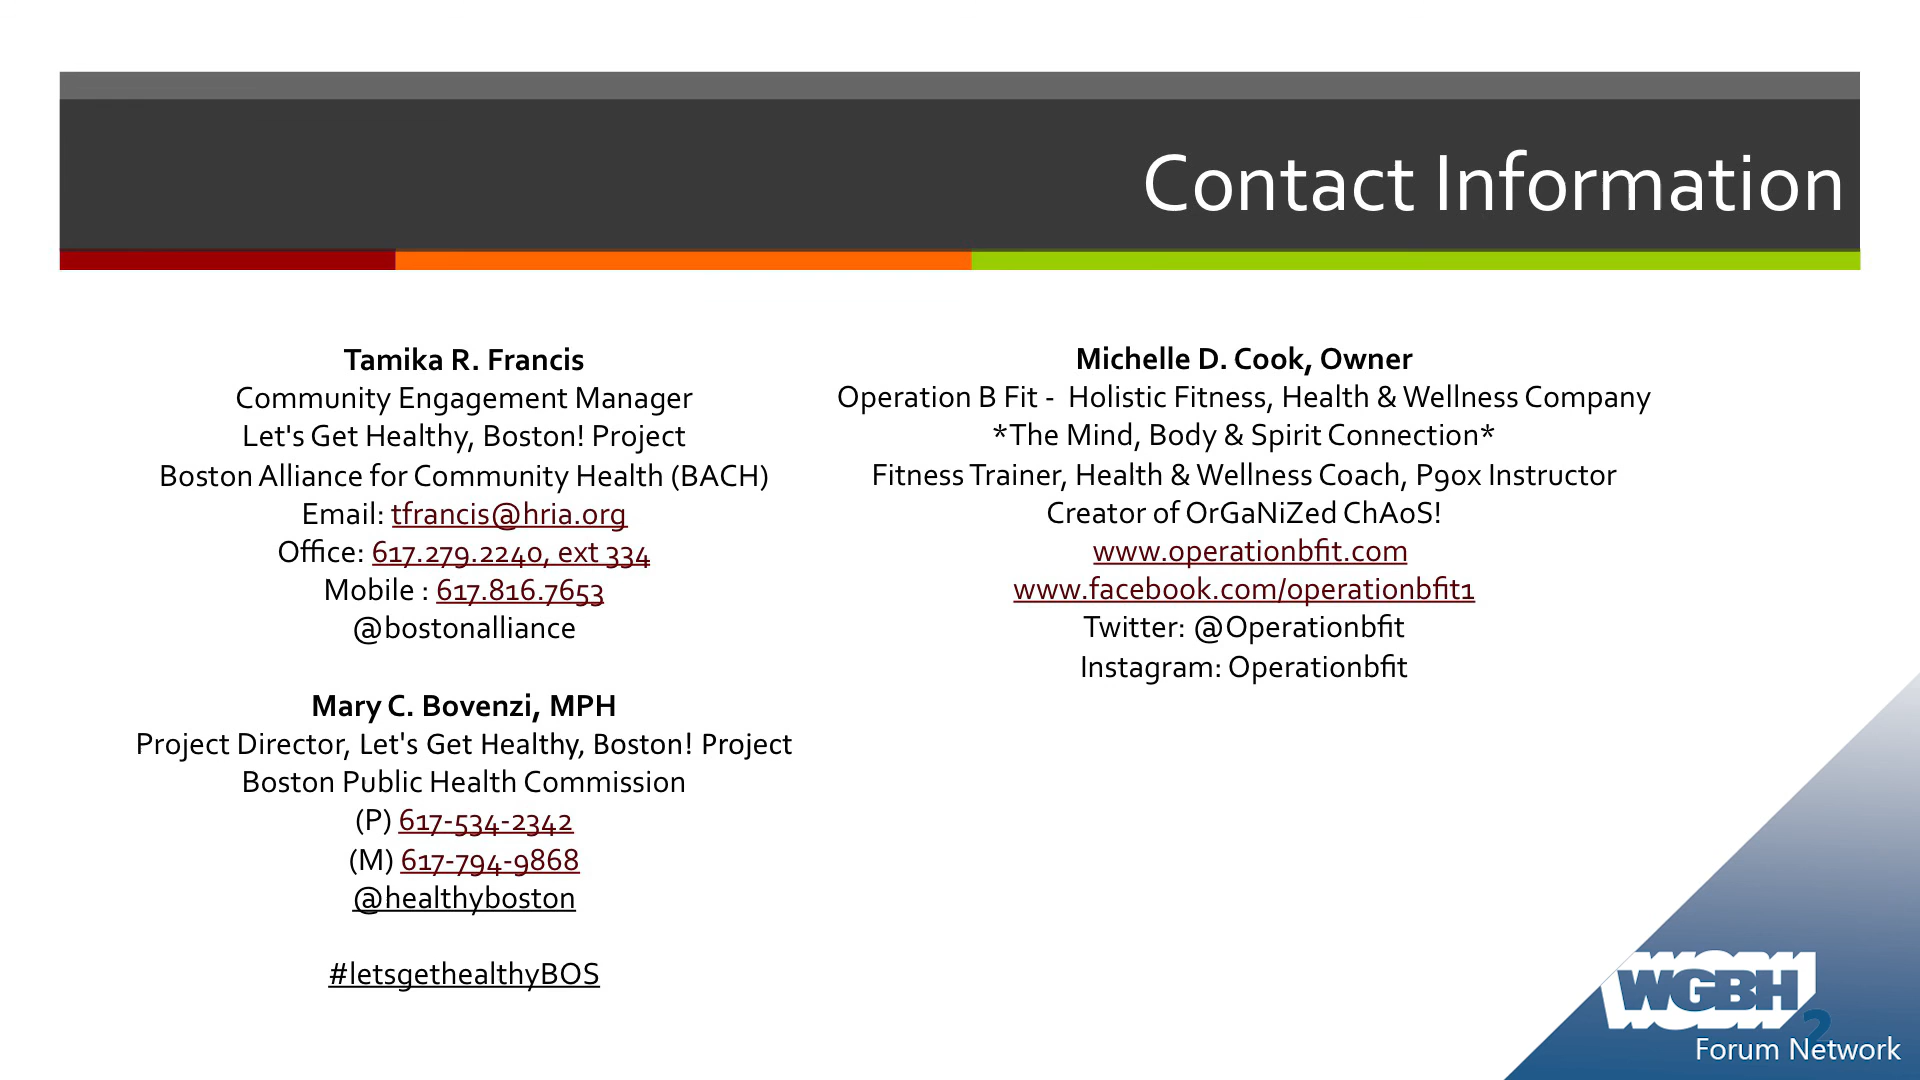 Contact Information
Tamika R. Francis
Community Engagement Manager
Let's Get Healthy, Boston! Project
Boston Alliance for Community Health (BACH)
Email: tfrancis@hria.org
Office: 617.279.2240, ext 334
Mobile : 617.816.7653
@bostonalliance
Mary C. Bovenzi, MPH
Project Director, Let's Get Healthy, Boston! Project
Boston Public Health Commission
(P) 617-534-2342
(M) 617-794-9868
@healthyboston
#letsgethealthyBOS
Michelle D. Cook, Owner
Operation B Fit -  Holistic Fitness, Health & Wellness Company
*The Mind, Body & Spirit Connection*
Fitness Trainer, Health & Wellness Coach, P90x Instructor
Creator of OrGaNiZed ChAoS!
www.operationbfit.com
www.facebook.com/operationbfit1
Twitter: @Operationbfit
Instagram: Operationbfit
WGBH
2
Forum Network